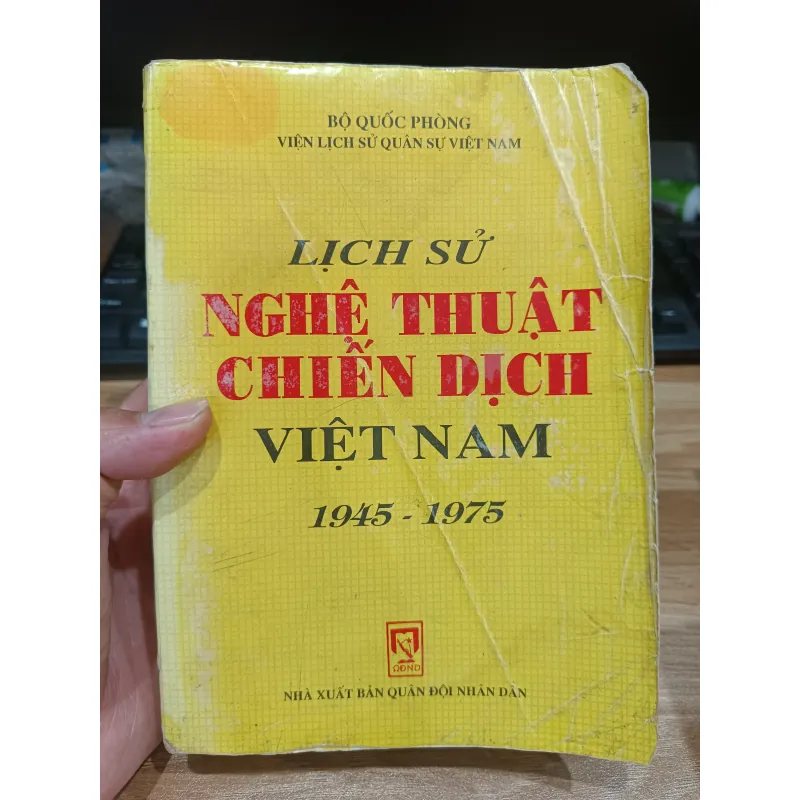 BỘ QUỐC PHÒNG
VIỆN LỊCH SỬ QUÂN SỰ VIỆT NAM
LỊCH SỬ
NGHỆ THUẬT
CHIẾN DỊCH
VIỆT NAM
1945 - 1975
QĐND
NHÀ XUẤT BẢN QUÂN ĐỘI NHÂN DÂN